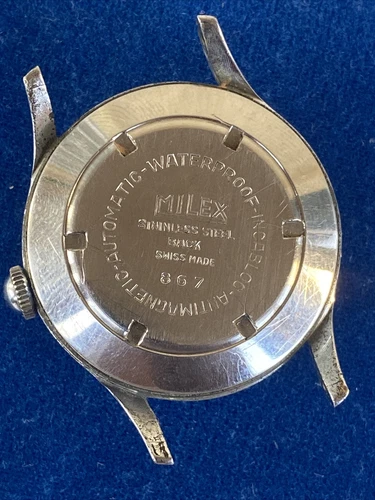 AUTOMATIC-WATERPROOF-INCABLOC-ANTIMAGNETIC-
MILEX
STAINLESS STEEL
BACK
SWISS MADE
867